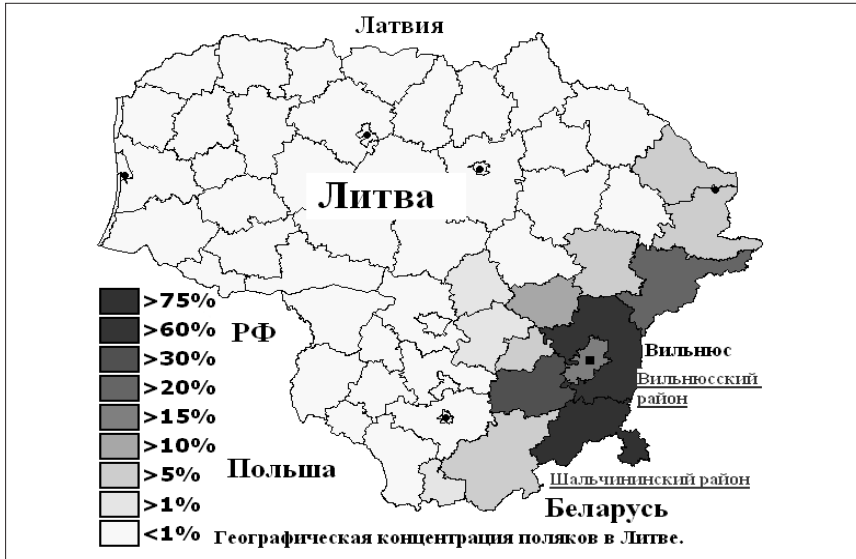 Латвия
Литва
>75%
>60%
>30%
>20%
>15%
>10%
>5%
>1%
<1%
РФ
Вильнюс
Вильнюсский
район
Польша
Шальчининский район
Беларусь
Географическая концентрация поляков в Литве.